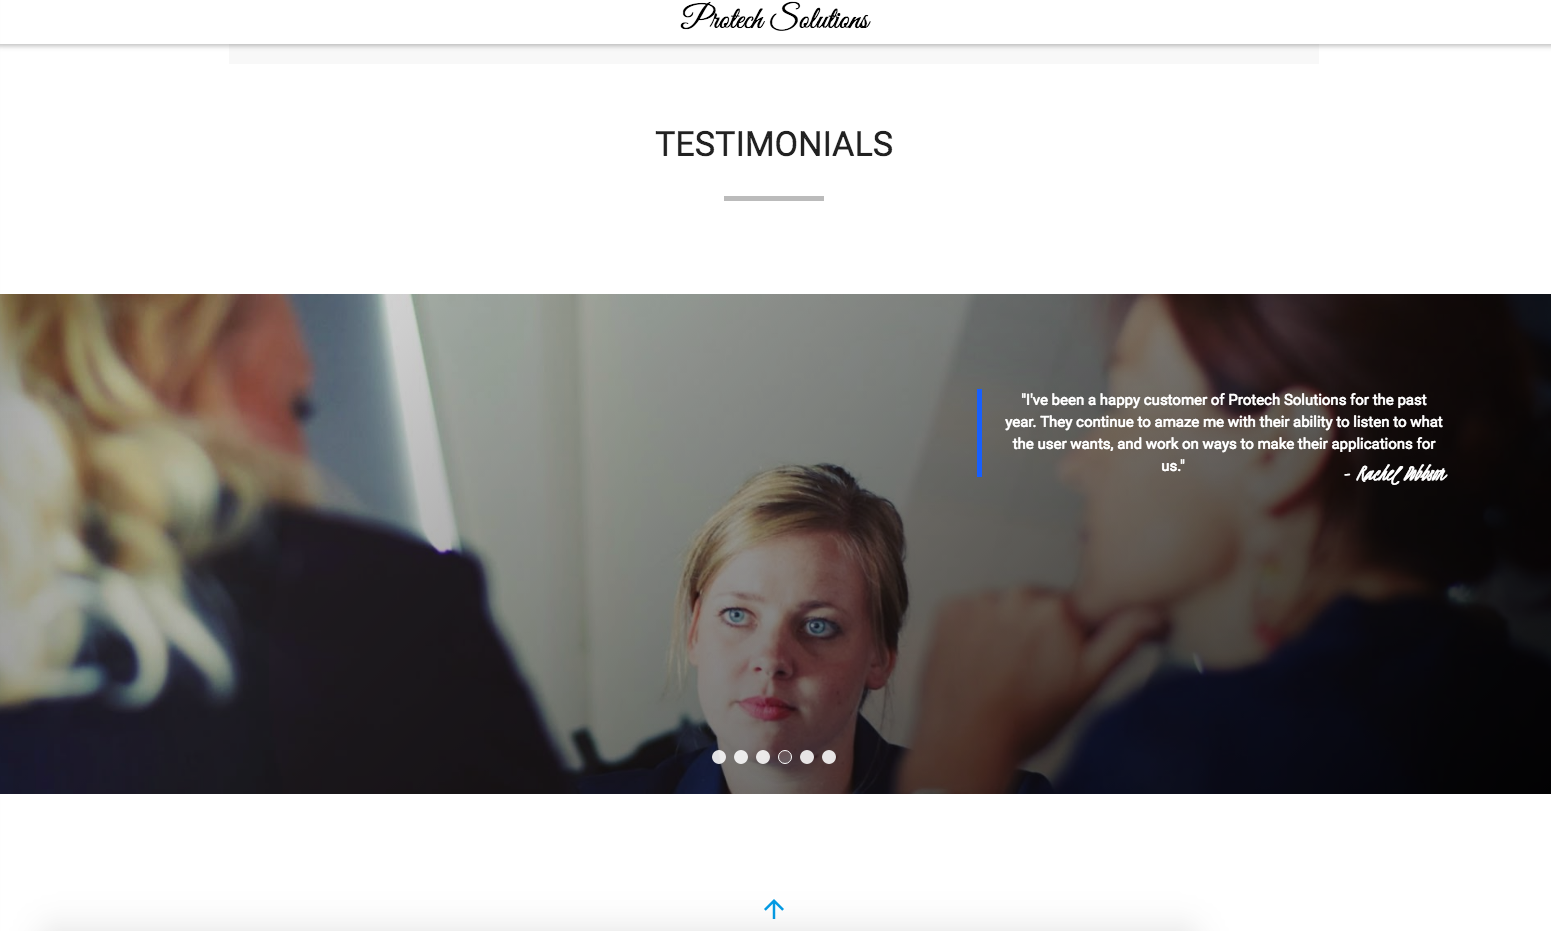 Protech Solutions
TESTIMONIALS
"I've been a happy customer of Protech Solutions for the past
year. They continue to amaze me with their ability to listen to what
the user wants, and work on ways to make their applications for
us."
- Rachel Dobbson